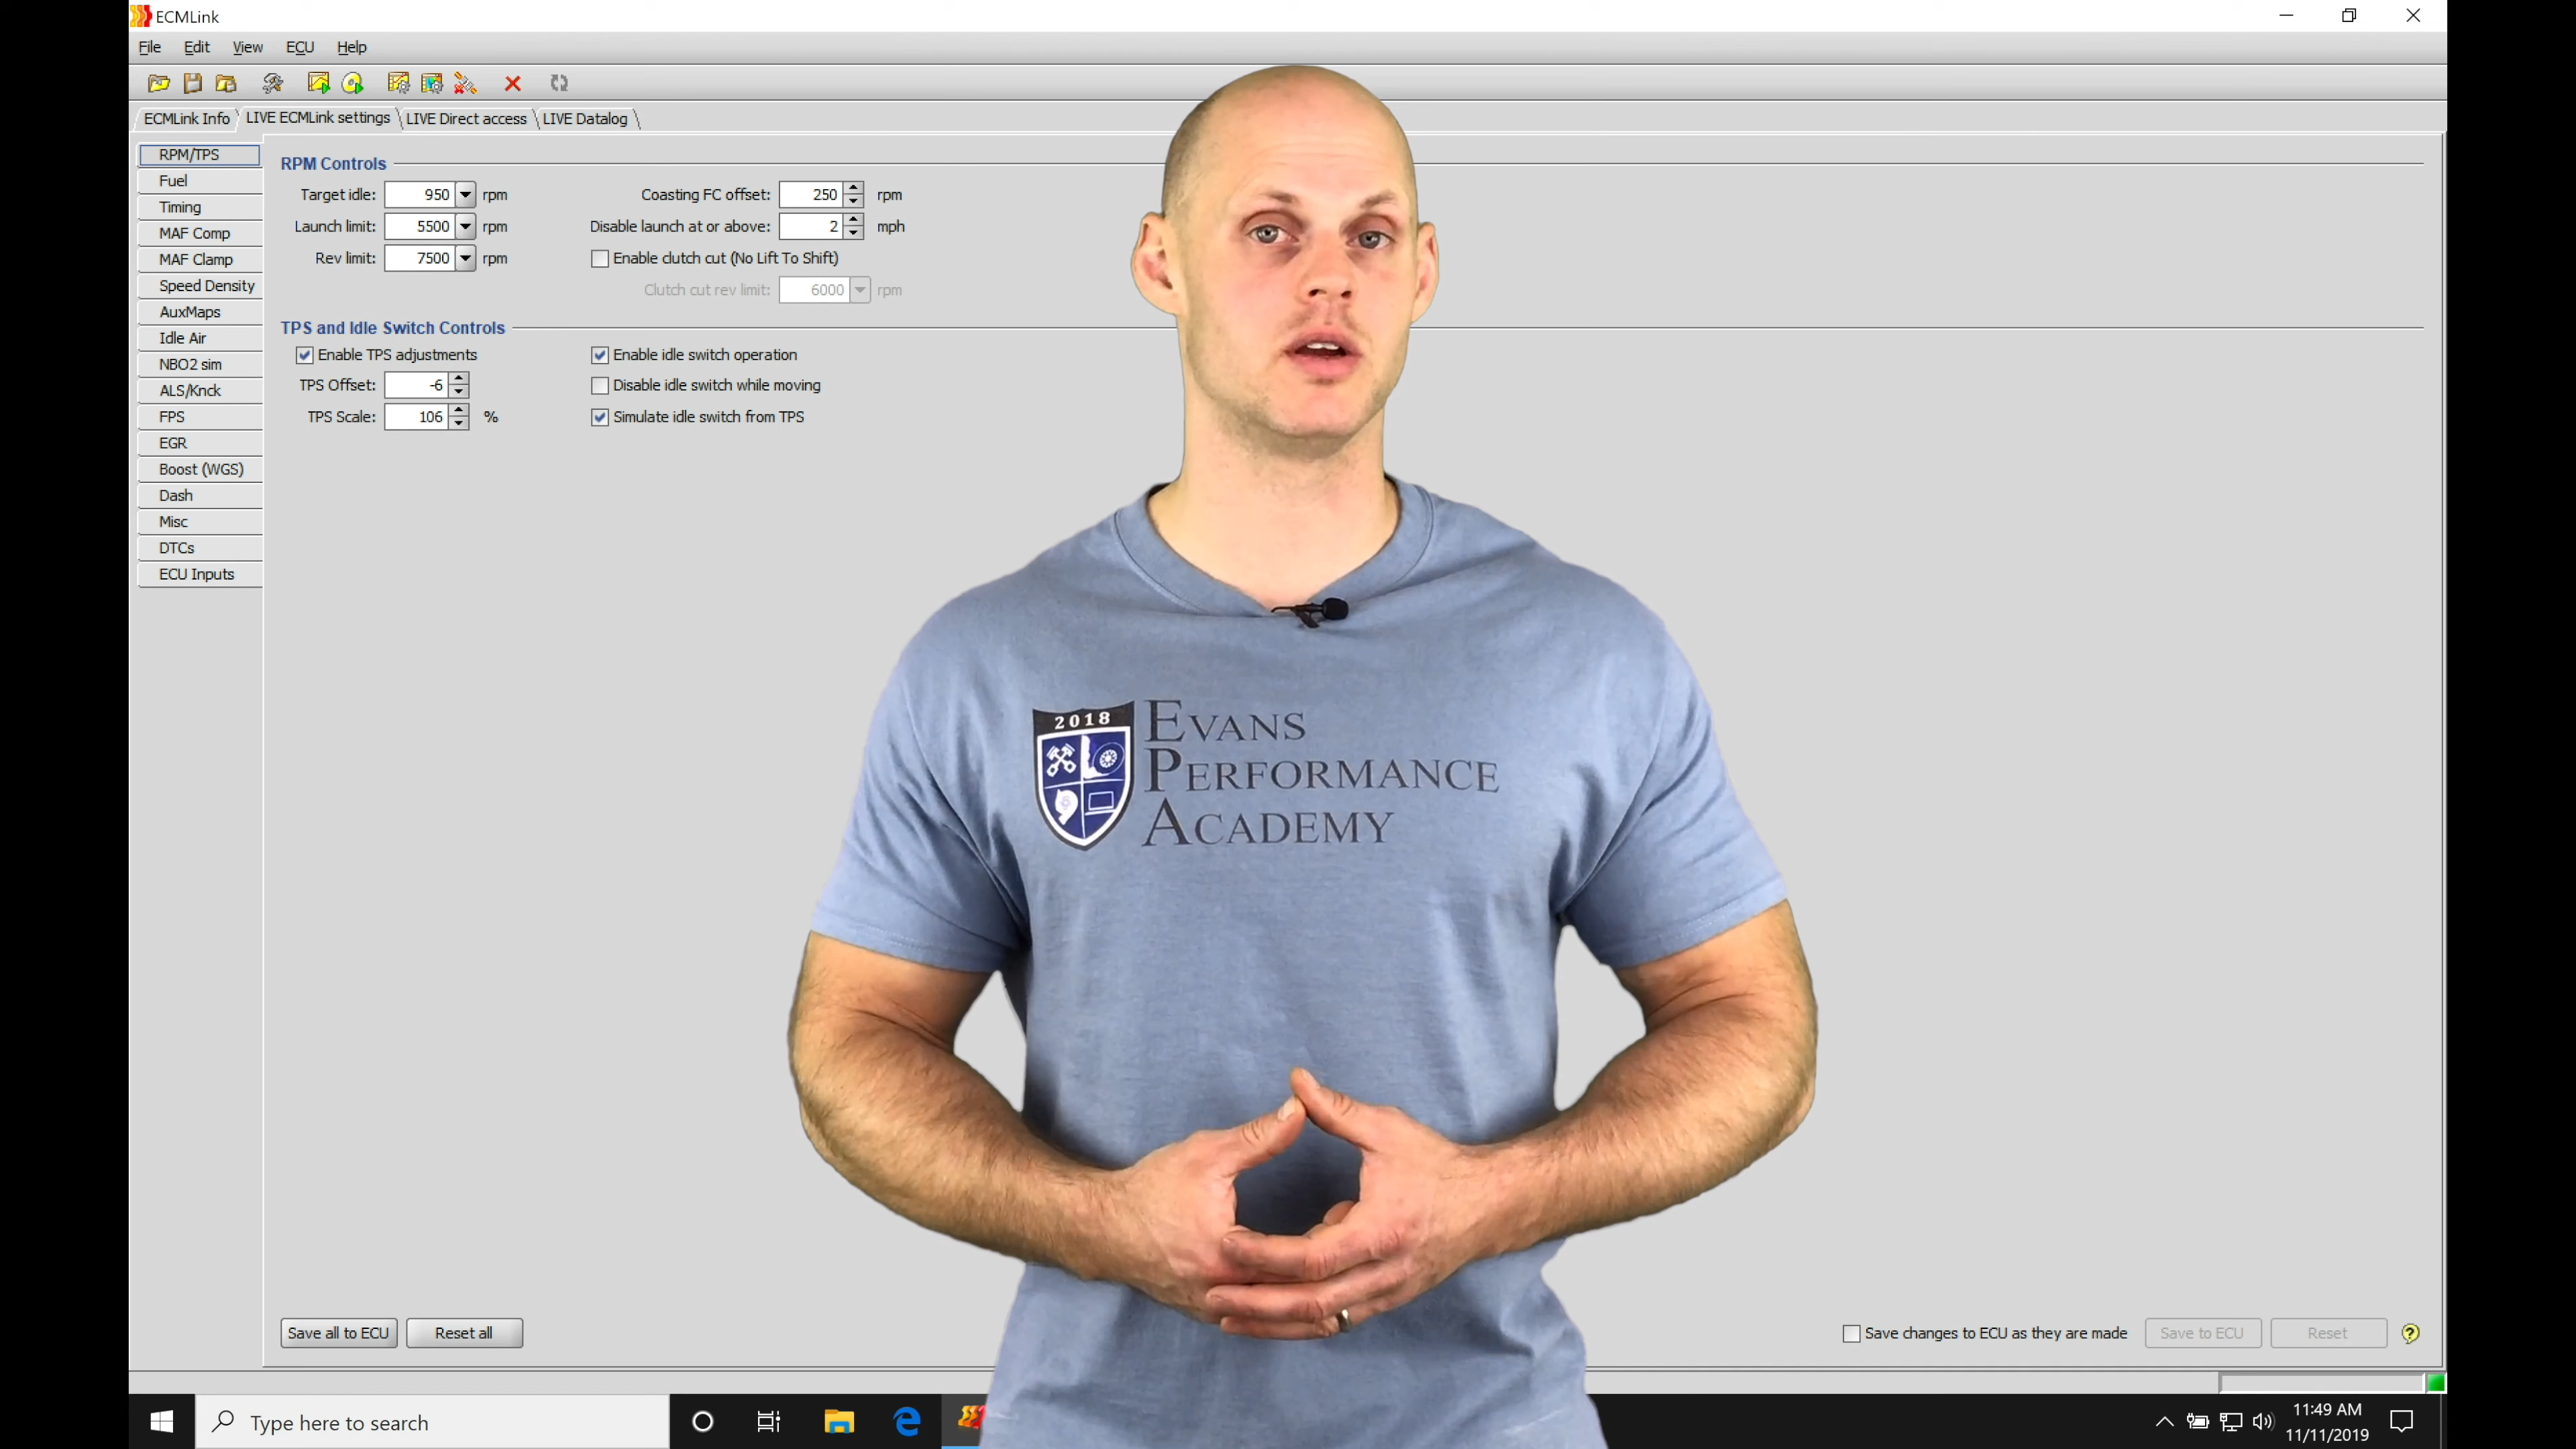 ECMLink
File Edit View ECU Help
ECMLink Info LIVE ECMLink settings LIVE Direct access LIVE Datalog
RPM/TPS
Fuel
Timing
MAF Comp
MAF Clamp
Speed Density
AuxMaps
Idle Air
NBO2 sim
ALS/Knck
FPS
EGR
Boost (WGS)
Dash
Misc
DTCs
ECU Inputs
RPM Controls
Target idle: 950 rpm Coasting FC offset: 250 rpm
Launch limit: 5500 rpm Disable launch at or above: 2 mph
Rev limit: 7500 rpm Enable clutch cut (No Lift To Shift)
Clutch cut rev limit: 6000 rpm
TPS and Idle Switch Controls
Enable TPS adjustments Enable idle switch operation
TPS Offset: -6 Disable idle switch while moving
TPS Scale: 106 % Simulate idle switch from TPS
2018
EVANS
PERFORMANCE
ACADEMY
Save all to ECU Reset all Save changes to ECU as they are made Save to ECU Reset ?
Type here to search
11:49 AM
11/11/2019